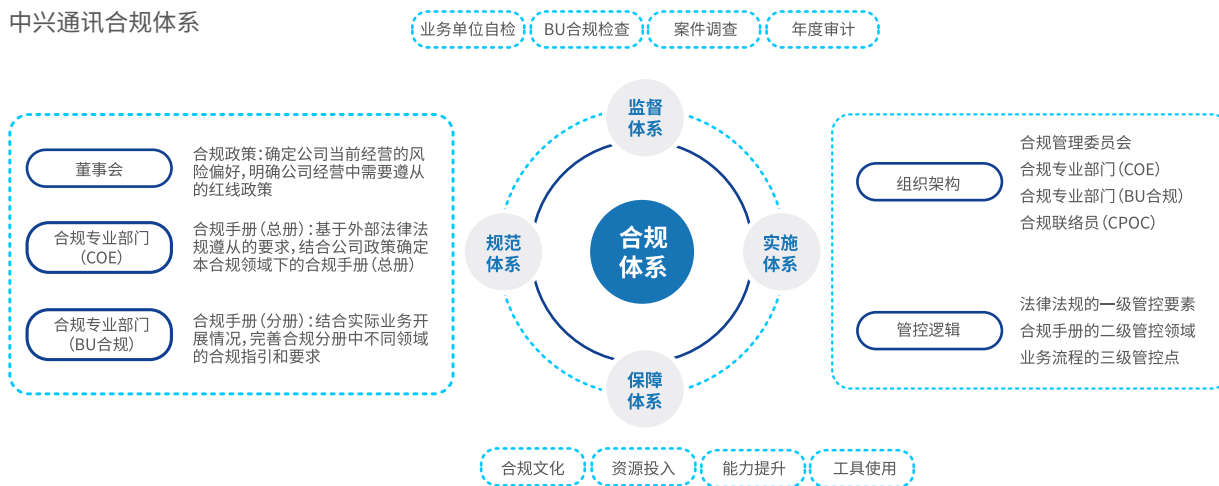 中兴通讯合规体系
业务单位自检
BU合规检查
案件调查
年度审计
监督
体系
规范
体系
合规
体系
实施
体系
保障
体系
董事会
合规政策：确定公司当前经营的风
险偏好，明确公司经营中需要遵从
的红线政策
合规专业部门
（COE）
合规手册（总册）：基于外部法律法
规遵从的要求，结合公司政策确定
本合规领域下的合规手册（总册）
合规专业部门
（BU合规）
合规手册（分册）：结合实际业务开
展情况，完善合规分册中不同领域
的合规指引和要求
组织架构
合规管理委员会
合规专业部门（COE）
合规专业部门（BU合规）
合规联络员（CPOC）
管控逻辑
法律法规的一级管控要素
合规手册的二级管控领域
业务流程的三级管控点
合规文化
资源投入
能力提升
工具使用